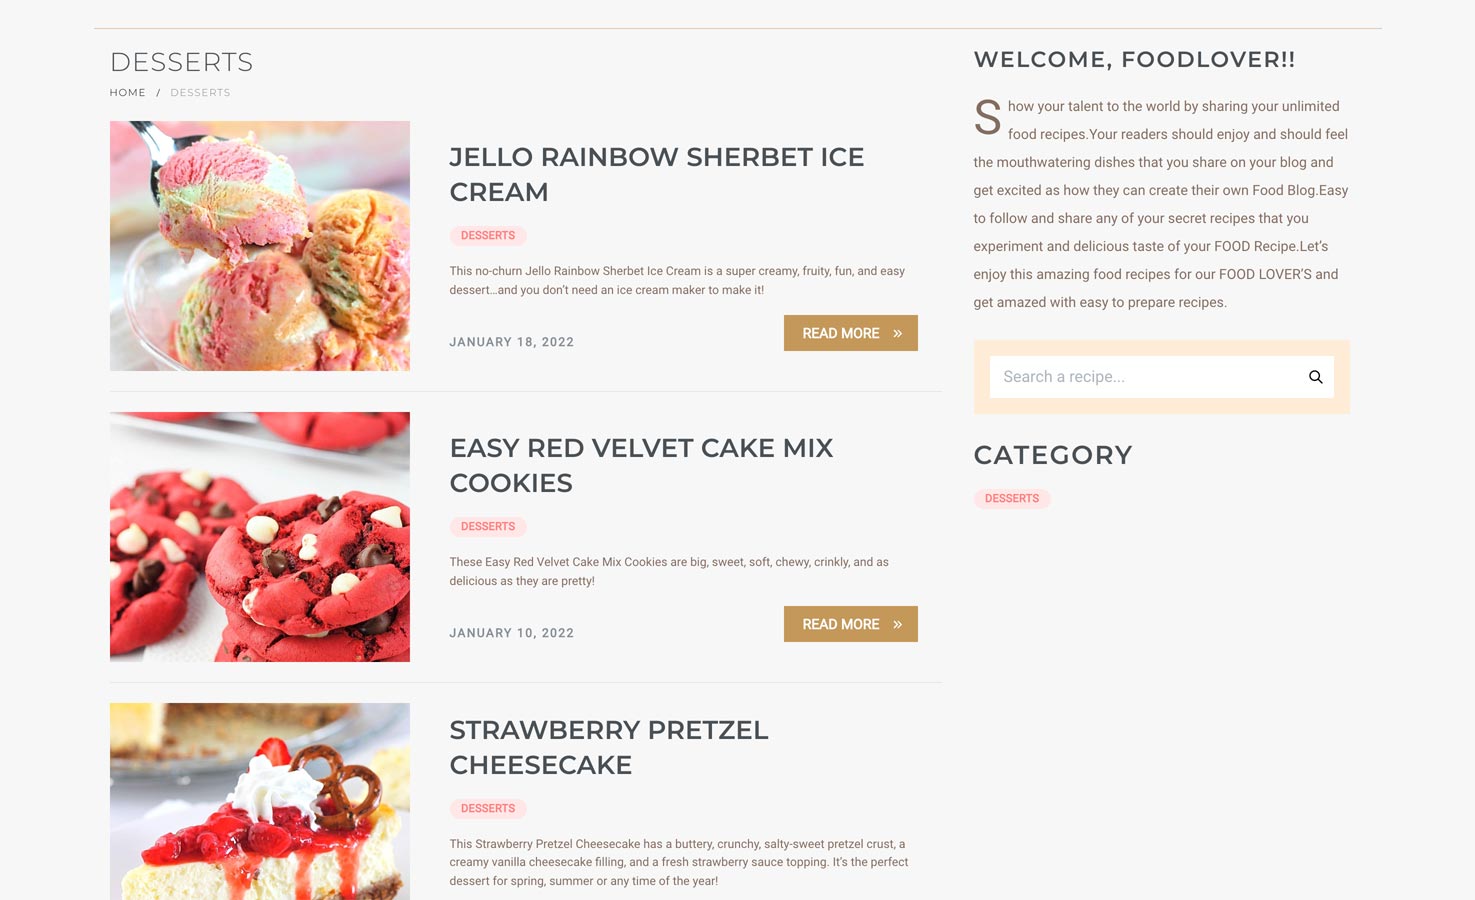 DESSERTS
HOME / DESSERTS
JELLO RAINBOW SHERBET ICE
CREAM
DESSERTS
This no-churn Jello Rainbow Sherbet Ice Cream is a super creamy, fruity, fun, and easy
dessert…and you don’t need an ice cream maker to make it!
JANUARY 18, 2022
READ MORE »
EASY RED VELVET CAKE MIX
COOKIES
DESSERTS
These Easy Red Velvet Cake Mix Cookies are big, sweet, soft, chewy, crinkly, and as
delicious as they are pretty!
JANUARY 10, 2022
READ MORE »
STRAWBERRY PRETZEL
CHEESECAKE
DESSERTS
This Strawberry Pretzel Cheesecake has a buttery, crunchy, salty-sweet pretzel crust, a
creamy vanilla cheesecake filling, and a fresh strawberry sauce topping. It’s the perfect
dessert for spring, summer or any time of the year!
WELCOME, FOODLOVER!!
Show your talent to the world by sharing your unlimited
food recipes.Your readers should enjoy and should feel
the mouthwatering dishes that you share on your blog and
get excited as how they can create their own Food Blog.Easy
to follow and share any of your secret recipes that you
experiment and delicious taste of your FOOD Recipe.Let’s
enjoy this amazing food recipes for our FOOD LOVER’S and
get amazed with easy to prepare recipes.
Search a recipe...
CATEGORY
DESSERTS